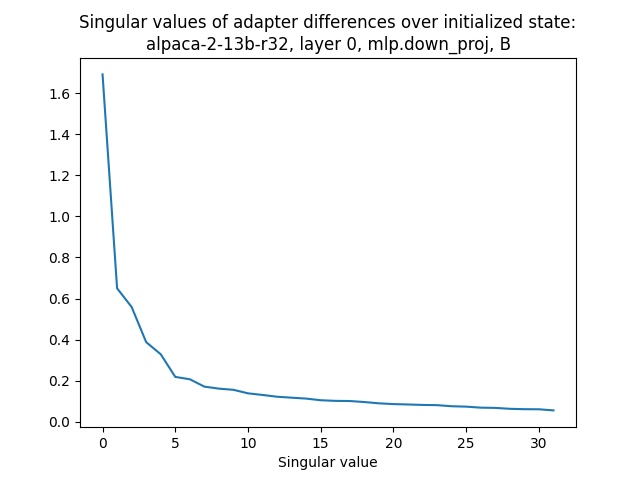 Singular values of adapter differences over initialized state:
alpaca-2-13b-r32, layer 0, mlp.down_proj, B
1.6
1.4
1.2
1.0
0.8
0.6
0.4
0.2
0.0
0 5 10 15 20 25 30
Singular value